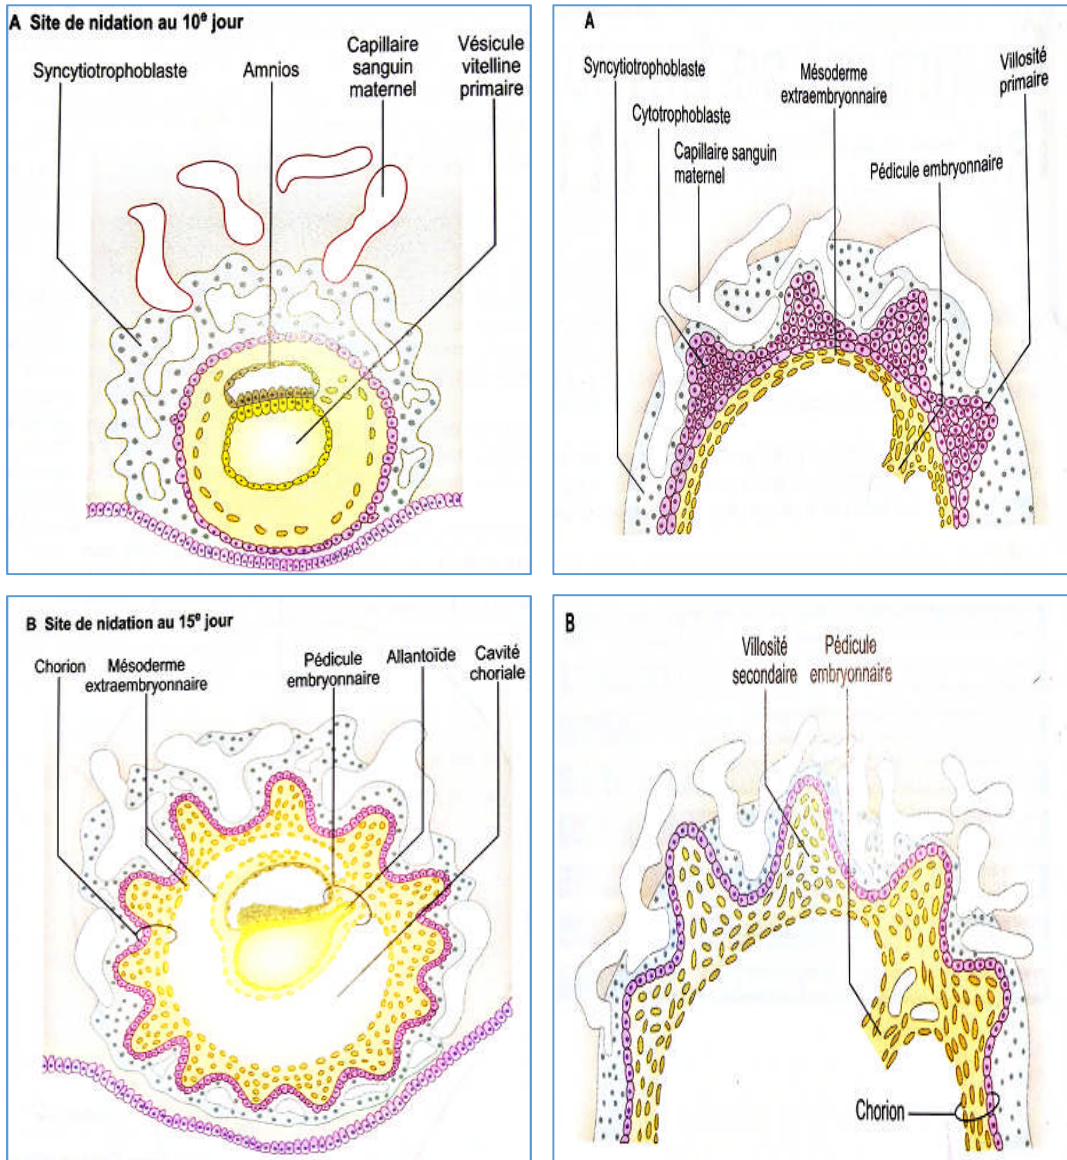 A Site de nidation au 10e jour
Syncytiotrophoblaste
Amnios
Capillaire
sanguin
maternel
Vésicule
vitelline
primaire
A
Syncytiotrophoblaste
Cytotrophoblaste
Capillaire sanguin
maternel
Mésoderme
extraembryonnaire
Pédicule embryonnaire
Villosité
primaire
B Site de nidation au 15e jour
Chorion
Mésoderme
extraembryonnaire
Pédicule
embryonnaire
Allantoïde
Cavité
choriale
B
Villosité
secondaire
Pédicule
embryonnaire
Chorion